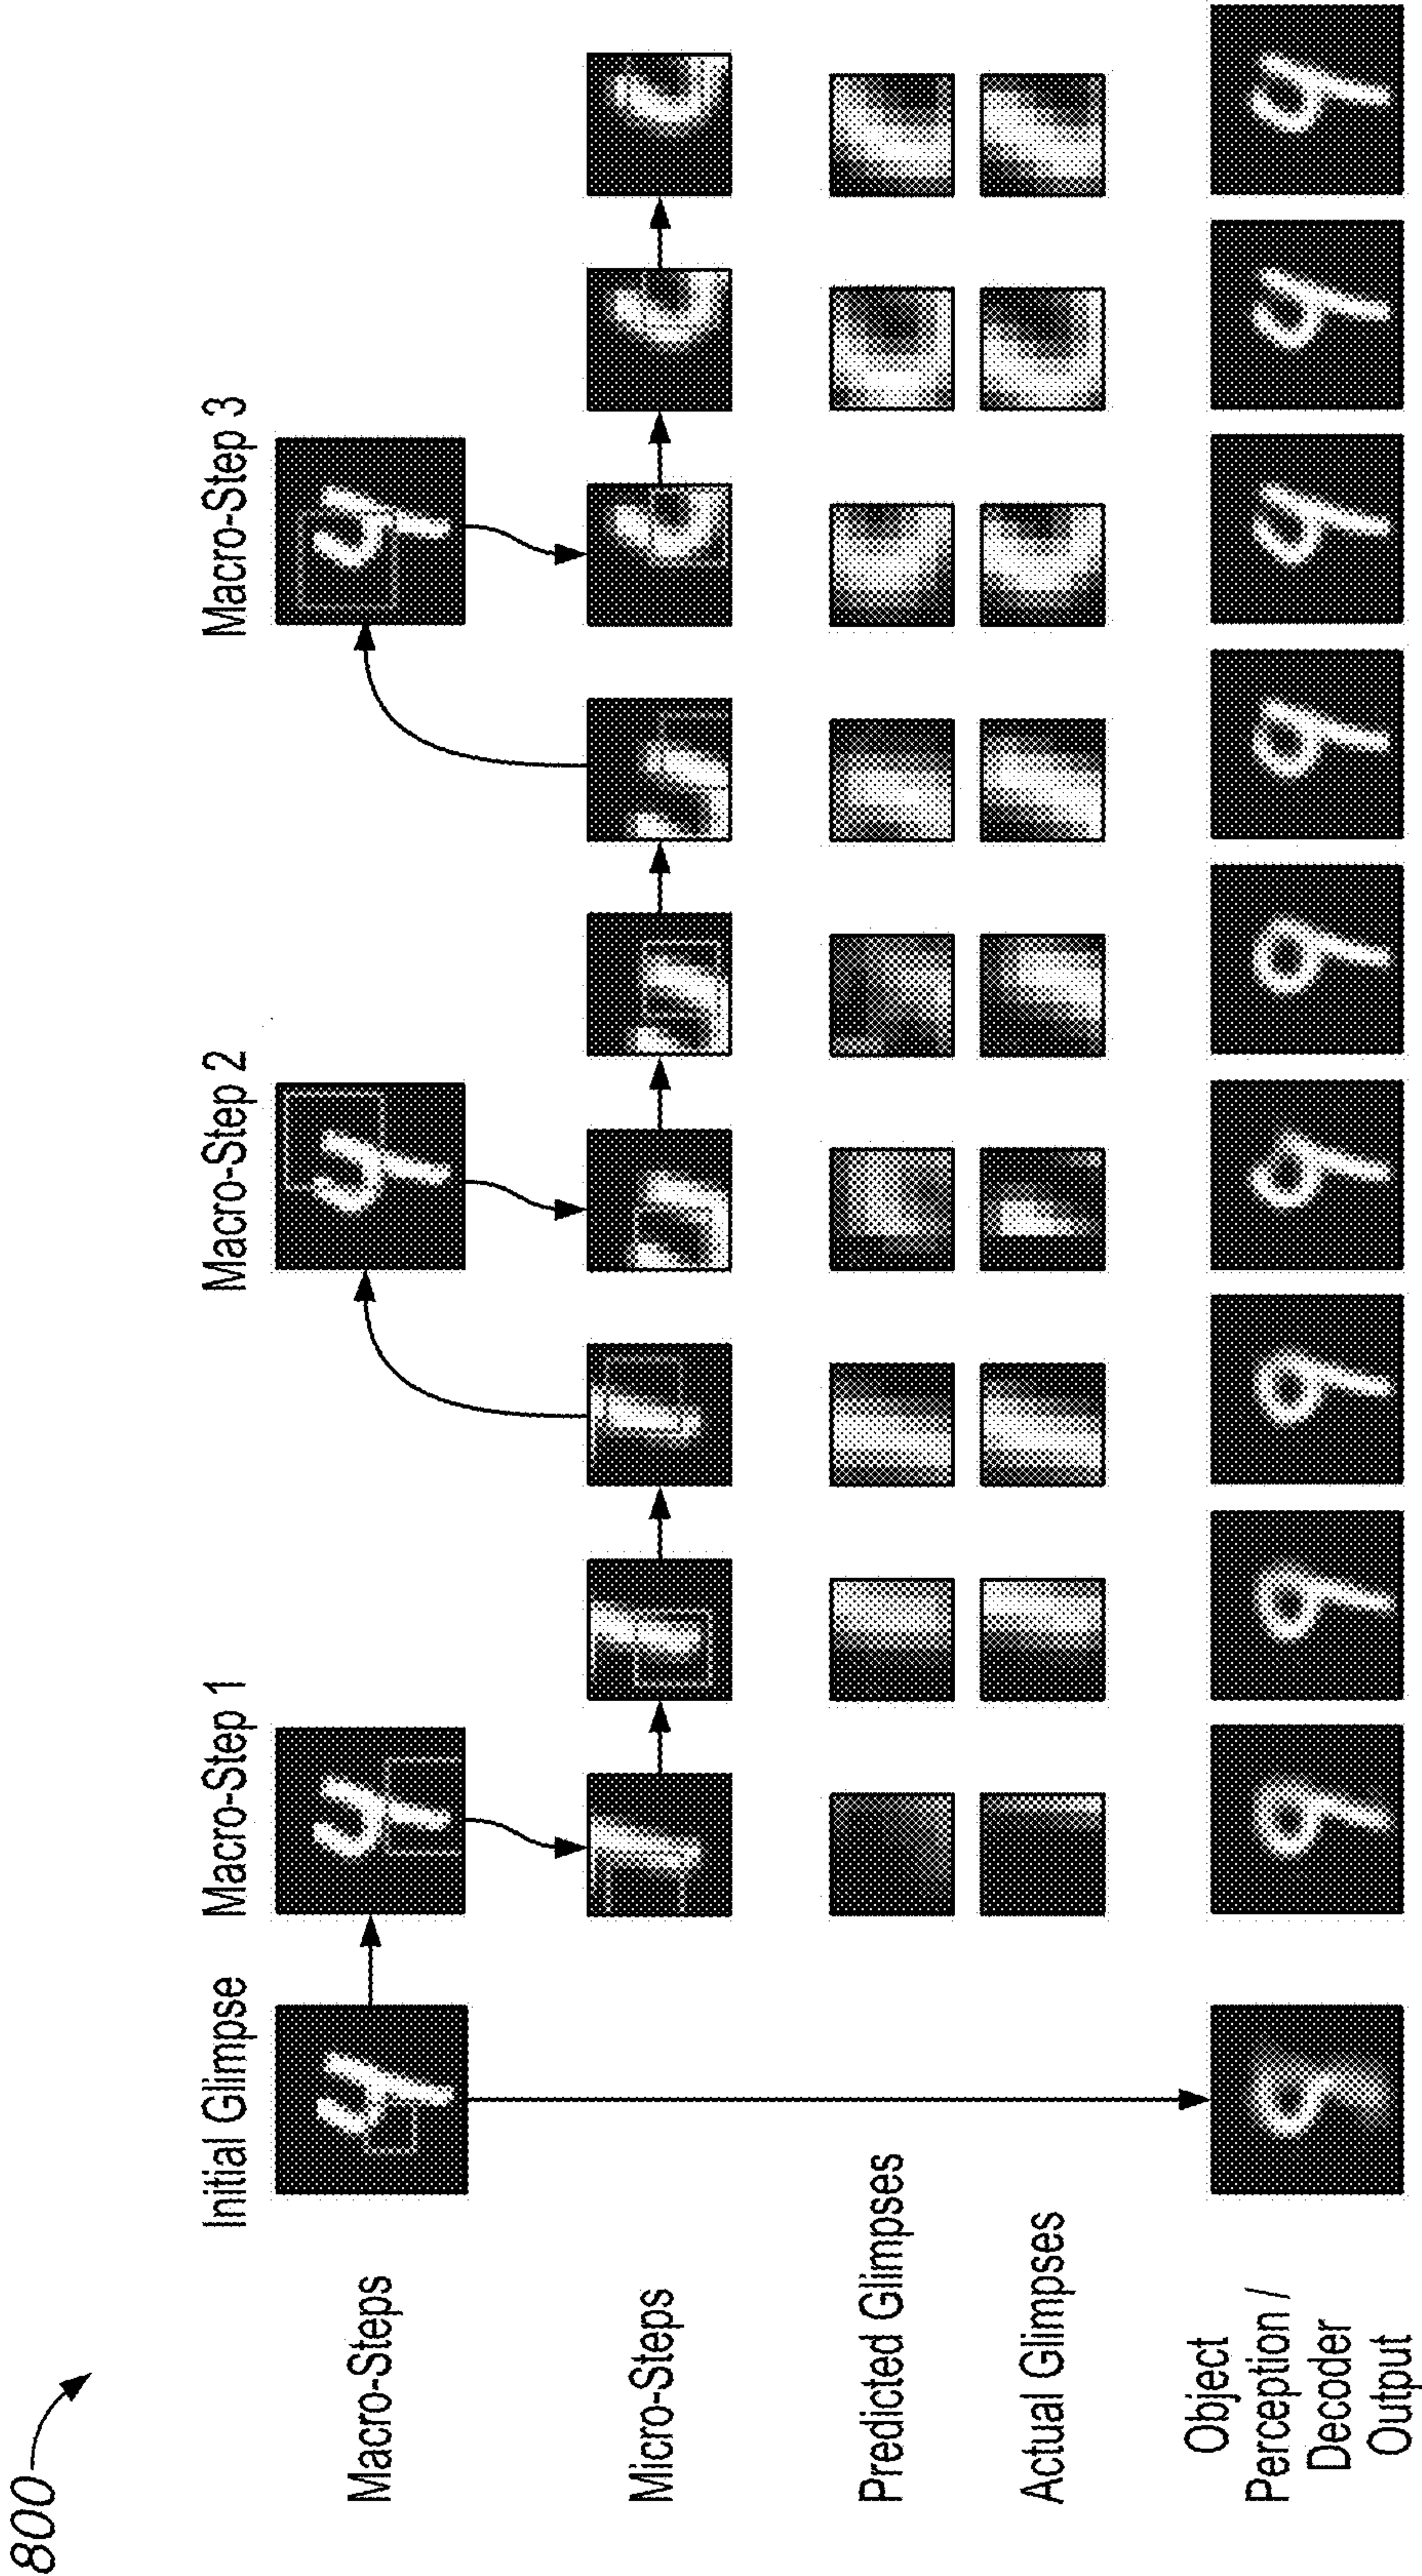 800
Initial Glimpse
Macro-Step 1
Macro-Step 2
Macro-Step 3
Macro-Steps
Micro-Steps
Predicted Glimpses
Actual Glimpses
Object
Perception /
Decoder
Output